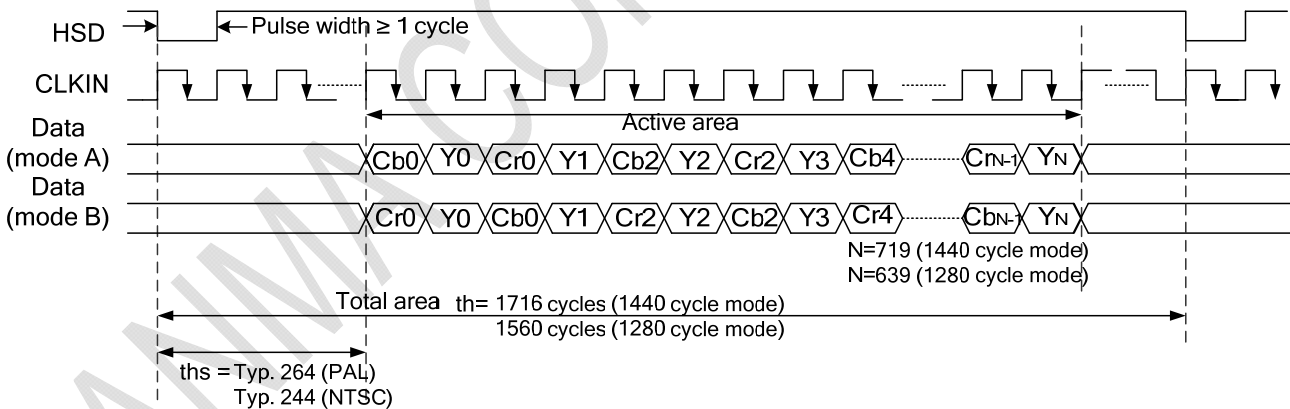 HSD
Pulse width ≥ 1 cycle
CLKIN
Active area
Data
(mode A)
Cb0 Y0 Cr0 Y1 Cb2 Y2 Cr2 Y3 Cb4 CrN-1 YN
Data
(mode B)
Cr0 Y0 Cb0 Y1 Cr2 Y2 Cb2 Y3 Cr4 CbN-1 YN
N=719 (1440 cycle mode)
N=639 (1280 cycle mode)
Total area th= 1716 cycles (1440 cycle mode)
1560 cycles (1280 cycle mode)
ths = Typ. 264 (PAL)
Typ. 244 (NTSC)